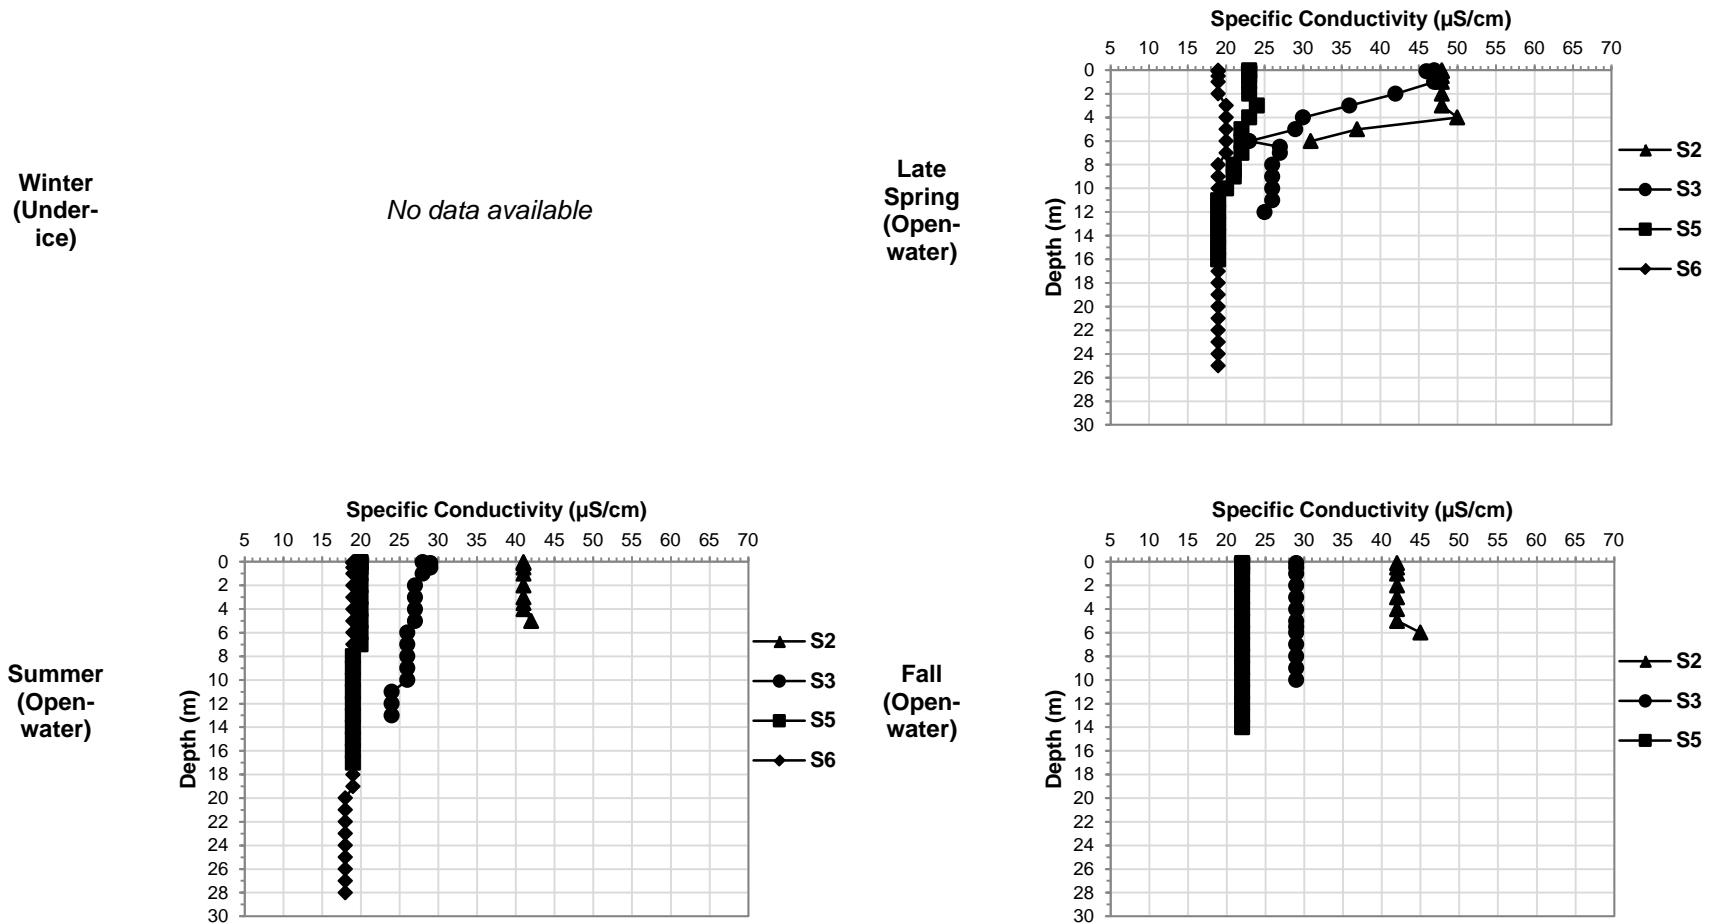 Winter
(Under-
ice)
No data available
Late
Spring
(Open-
water)
Specific Conductivity (µS/cm)
5 10 15 20 25 30 35 40 45 50 55 60 65 70
Depth (m)
0
2
4
6
8
10
12
14
16
18
20
22
24
26
28
30
S2
S3
S5
S6
Summer
(Open-
water)
Specific Conductivity (µS/cm)
5 10 15 20 25 30 35 40 45 50 55 60 65 70
Depth (m)
0
2
4
6
8
10
12
14
16
18
20
22
24
26
28
30
S2
S3
S5
S6
Fall
(Open-
water)
Specific Conductivity (µS/cm)
5 10 15 20 25 30 35 40 45 50 55 60 65 70
Depth (m)
0
2
4
6
8
10
12
14
16
18
20
22
24
26
28
30
S2
S3
S5